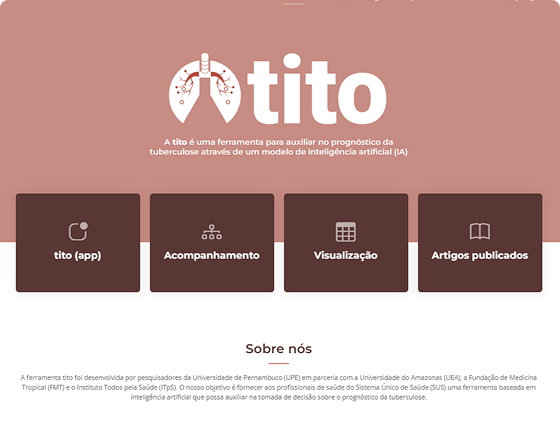 tito
A tito é uma ferramenta para auxiliar no prognóstico da
tuberculose através de um modelo de inteligência artificial (IA)
tito (app)
Acompanhamento
Visualização
Artigos publicados
Sobre nós
A ferramenta tito foi desenvolvida por pesquisadores da Universidade de Pernambuco (UPE) em parceria com a Universidade do Amazonas (UEA), a Fundação de Medicina
Tropical (FMT) e o Instituto Todos pela Saúde (ITpS). O nosso objetivo é fornecer aos profissionais de saúde do Sistema Único de Saúde (SUS) uma ferramenta baseada em
inteligência artificial que possa auxiliar na tomada de decisão sobre o prognóstico da tuberculose.